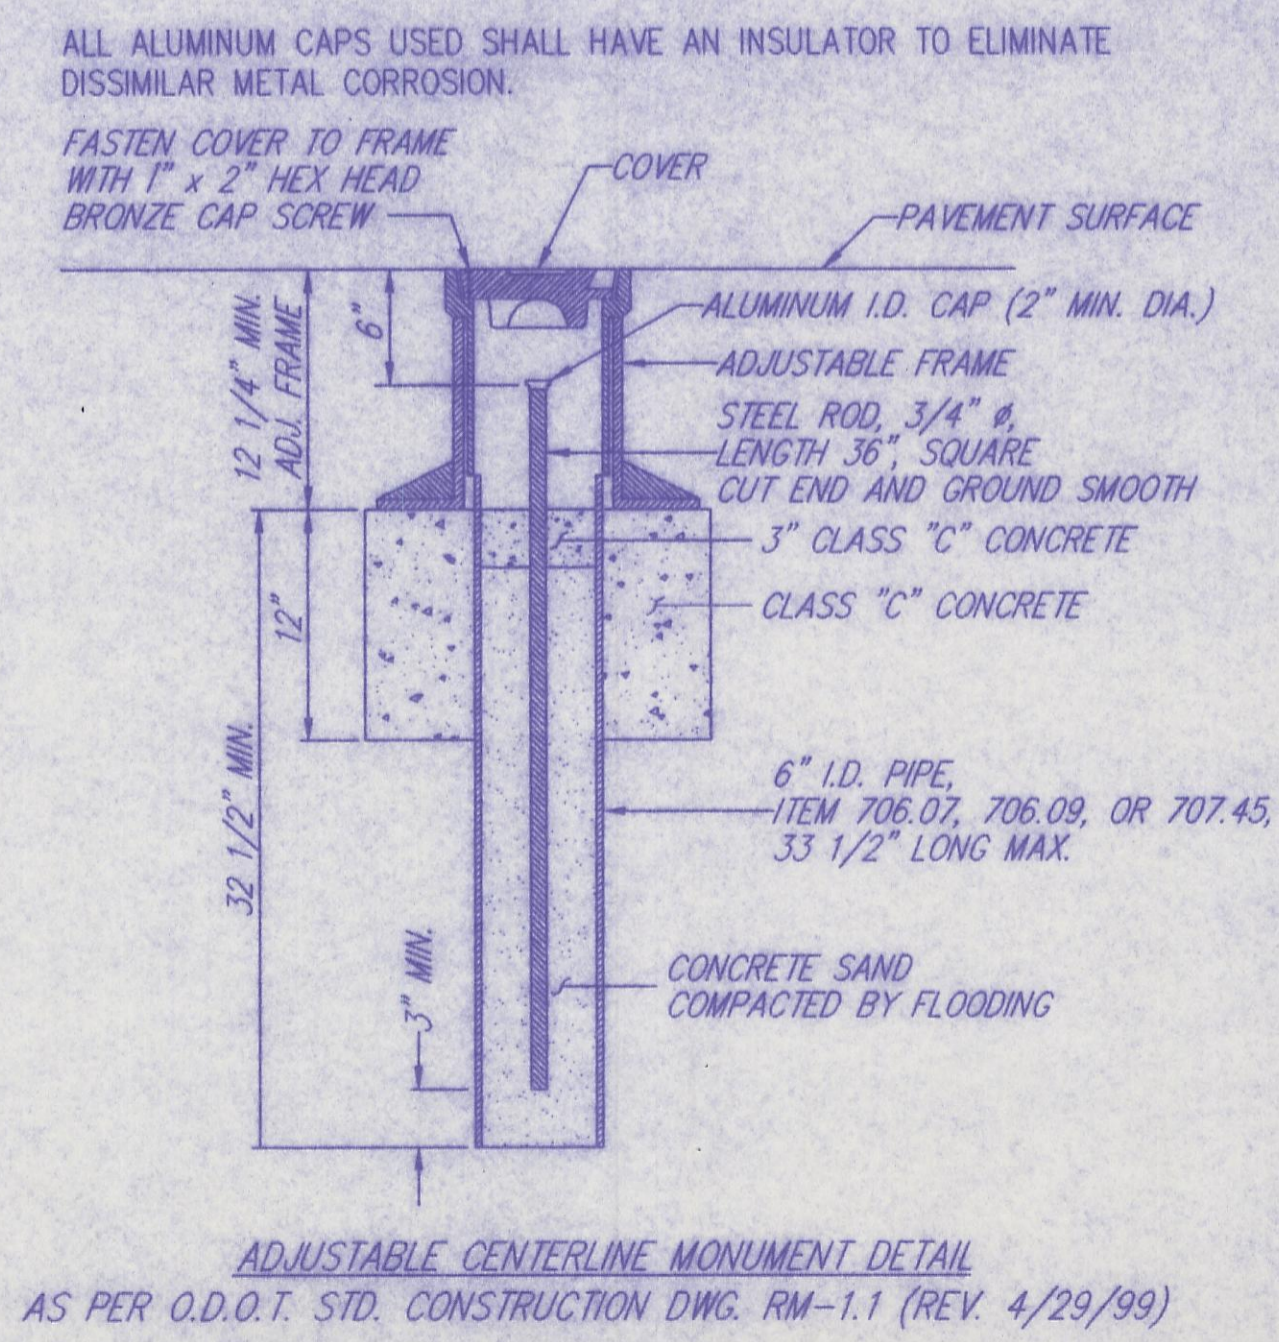 ALL ALUMINUM CAPS USED SHALL HAVE AN INSULATOR TO ELIMINATE
DISSIMILAR METAL CORROSION.
FASTEN COVER TO FRAME
WITH 1" x 2" HEX HEAD
BRONZE CAP SCREW
COVER
PAVEMENT SURFACE
12 1/4" MIN.
ADJ. FRAME
6"
ALUMINUM I.D. CAP (2" MIN. DIA.)
ADJUSTABLE FRAME
STEEL ROD, 3/4" ø,
LENGTH 36", SQUARE
CUT END AND GROUND SMOOTH
3" CLASS "C" CONCRETE
CLASS "C" CONCRETE
12"
32 1/2" MIN.
6" I.D. PIPE,
ITEM 706.07, 706.09, OR 707.45,
33 1/2" LONG MAX.
3" MIN.
CONCRETE SAND
COMPACTED BY FLOODING
ADJUSTABLE CENTERLINE MONUMENT DETAIL
AS PER O.D.O.T. STD. CONSTRUCTION DWG. RM-1.1 (REV. 4/29/99)